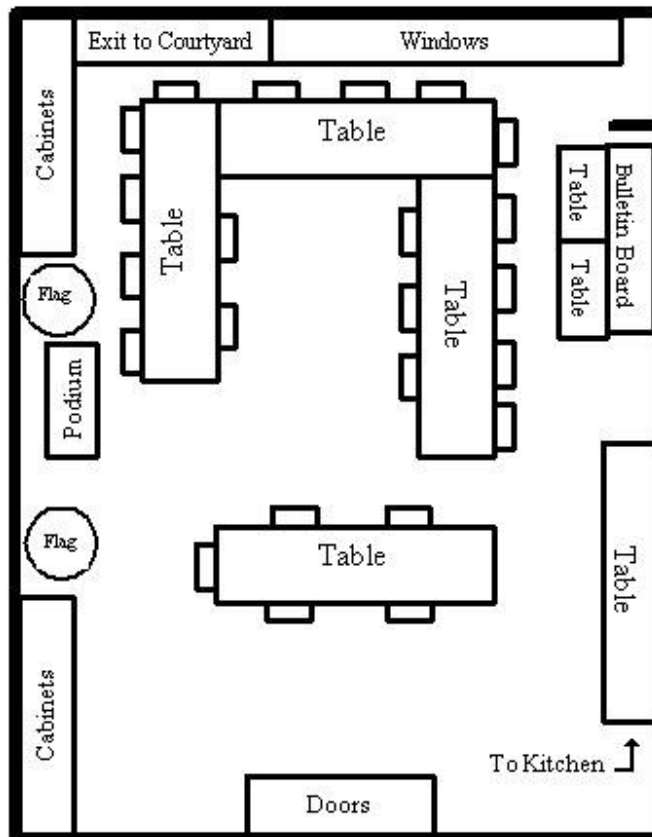 Exit to Courtyard
Windows
Cabinets
Table
Table
Table
Table
Table
Bulletin Board
Flag
Podium
Flag
Table
Table
Cabinets
To Kitchen
Doors